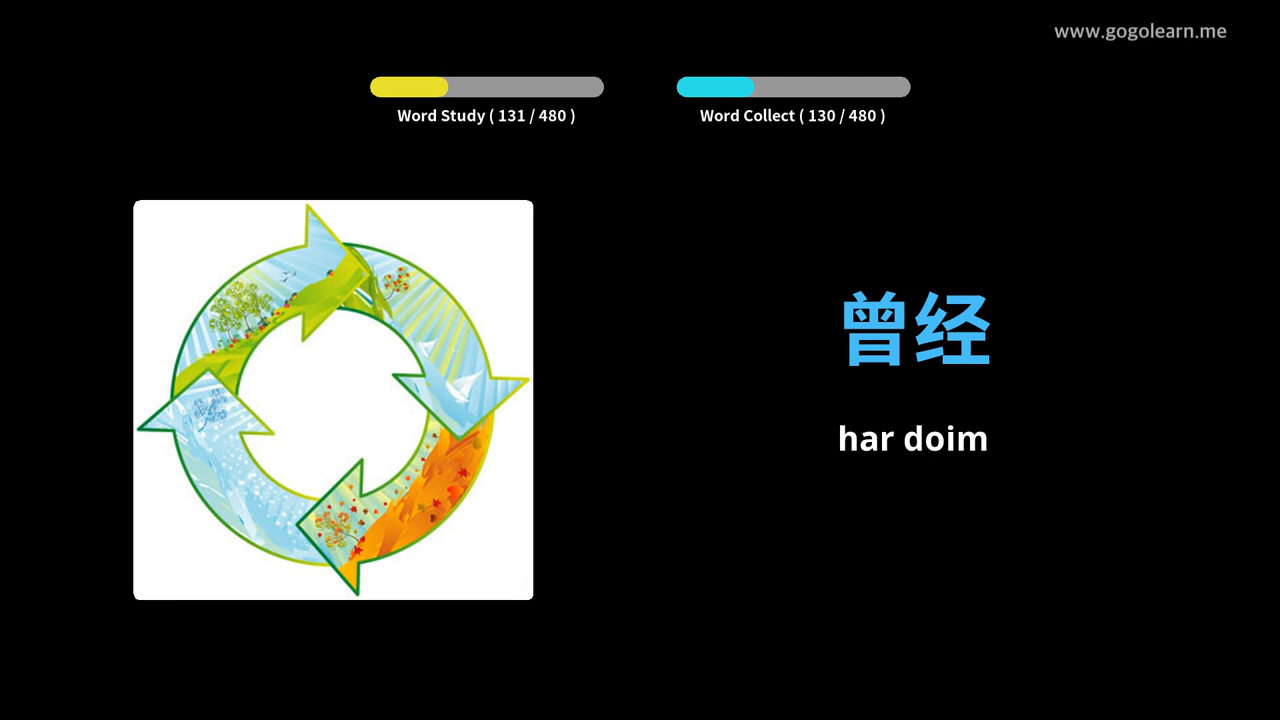 www.gogolearn.me
Word Study ( 131 / 480 )
Word Collect ( 130 / 480 )
曾经
har doim